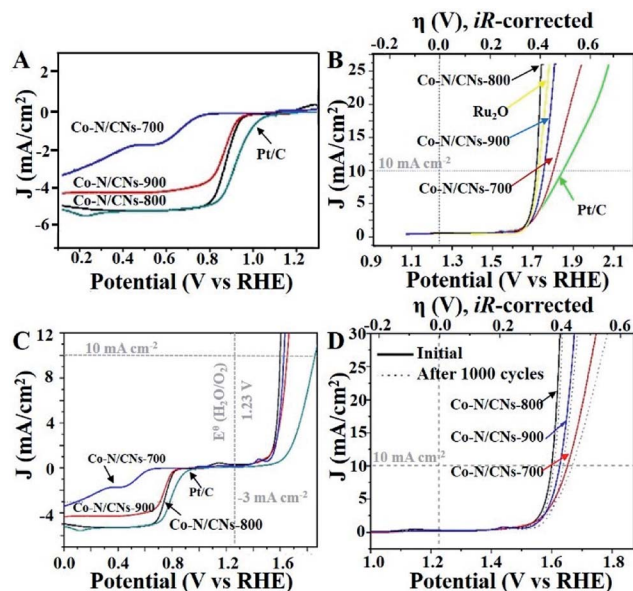 A
J (mA/cm²)
2
0
-2
-4
-6
Co-N/CNs-700
Co-N/CNs-900
Co-N/CNs-800
Pt/C
0.2 0.4 0.6 0.8 1.0 1.2
Potential (V vs RHE)
η (V), iR-corrected
-0.2 0.0 0.2 0.4 0.6
B
J (mA/cm²)
25
20
15
10
5
0
Co-N/CNs-800
Ru₂O
Co-N/CNs-900
10 mA cm⁻²
Co-N/CNs-700
Pt/C
0.9 1.1 1.3 1.5 1.7 1.9 2.1
Potential (V vs RHE)
C
J (mA/cm²)
12
8
4
0
-4
10 mA cm⁻²
E⁰ (H₂O/O₂)
1.23 V
Co-N/CNs-700
Pt/C
Co-N/CNs-900
-3 mA cm⁻²
Co-N/CNs-800
0.0 0.4 0.8 1.2 1.6
Potential (V vs RHE)
η (V), iR-corrected
-0.2 0.0 0.2 0.4 0.6
D
J (mA/cm²)
30
25
20
15
10
5
0
Initial
After 1000 cycles
Co-N/CNs-800
Co-N/CNs-900
10 mA cm⁻²
Co-N/CNs-700
1.0 1.2 1.4 1.6 1.8
Potential (V vs RHE)